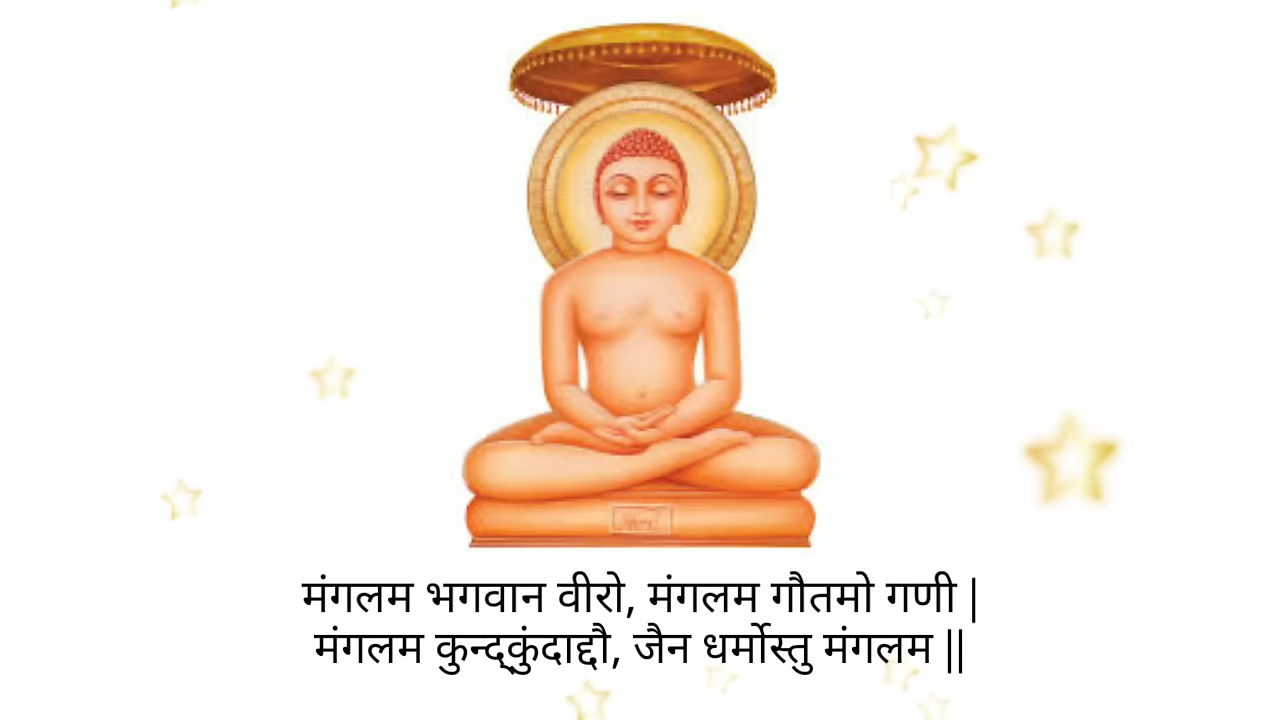 मंगलम भगवान वीरो, मंगलम गौतमो गणी |
मंगलम कुन्द्कुंदाद्दौ, जैन धर्मोस्तु मंगलम ||